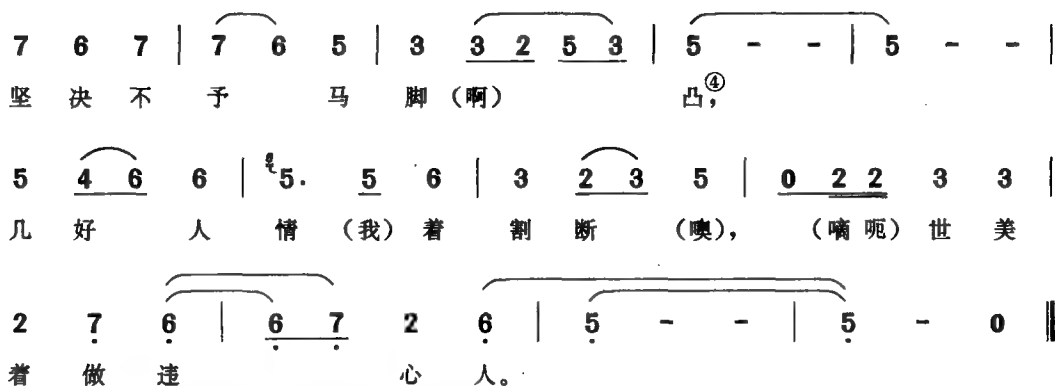 7 6 7 | 7 6 5 | 3 3 2 5 3 | 5 - - | 5 - - |
坚 决 不 予 马 脚 (啊) 凸④,
5 4 6 6 | 5. 5 6 | 3 2 3 5 | 0 2 2 3 3 |
几 好 人 情 (我) 着 割 断 (噢), (嘀 呃) 世 美
2 7 6 | 6 7 2 6 | 5 - - | 5 - 0 ‖
着 做 违 心 人。